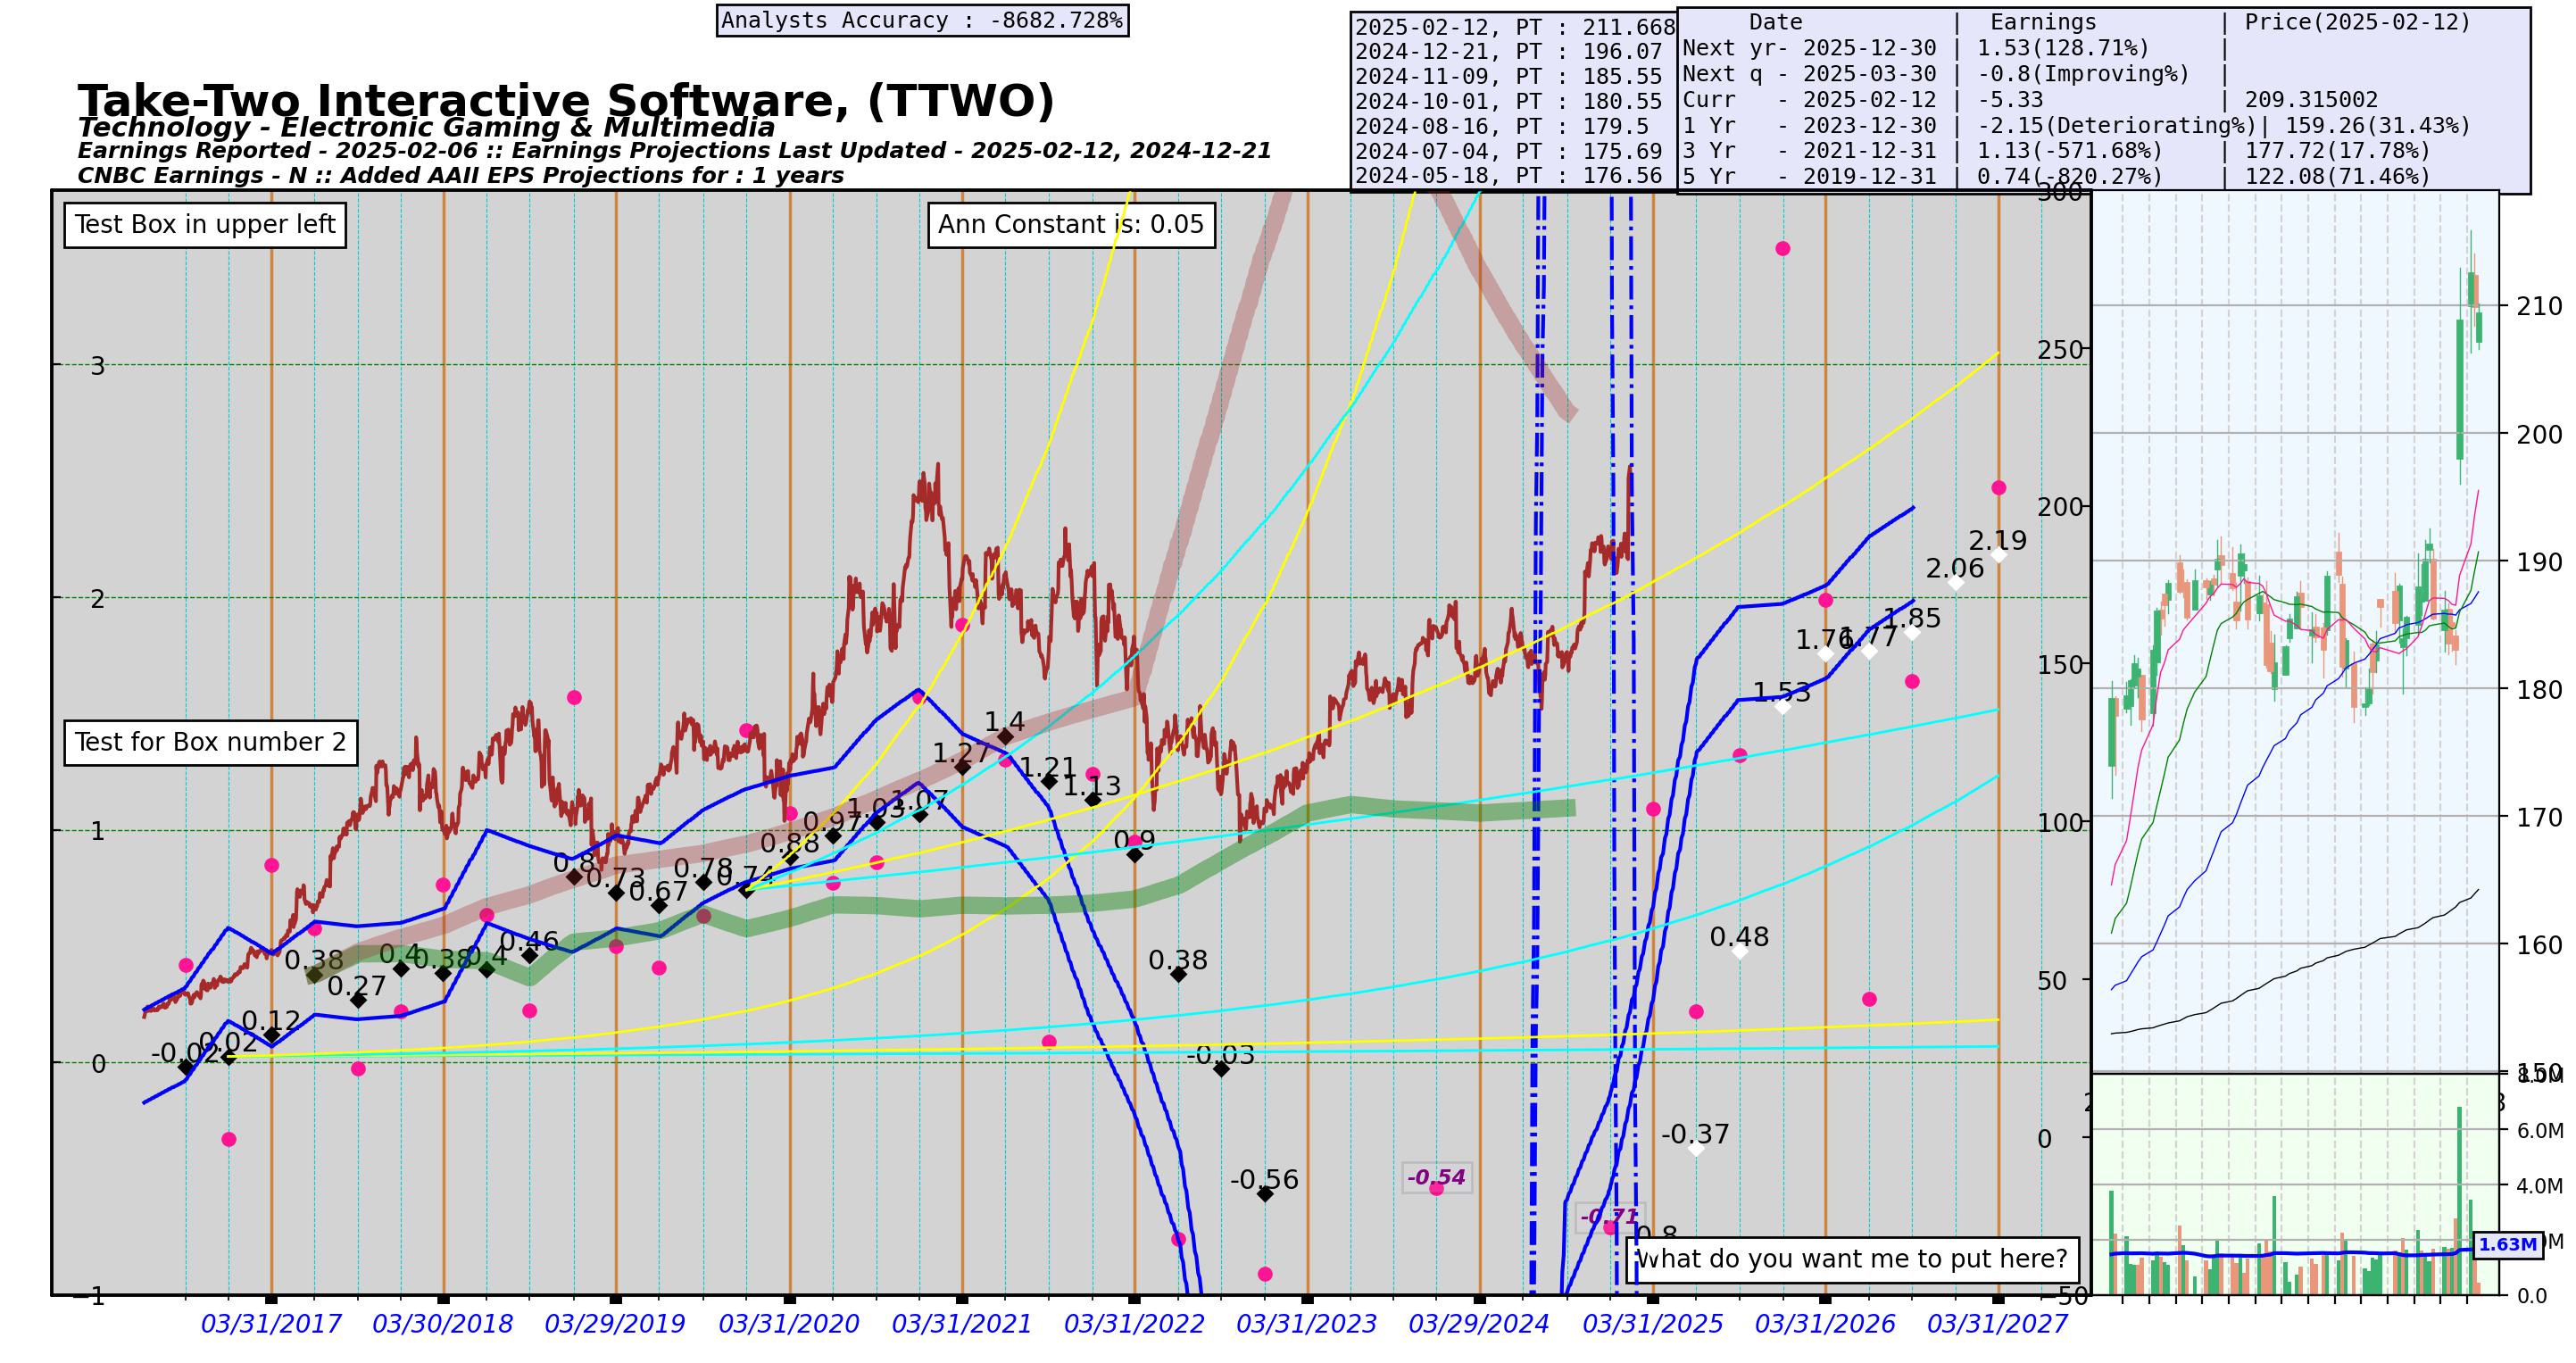 Analysts Accuracy : -8682.728%
2025-02-12, PT : 211.668
2024-12-21, PT : 196.07
2024-11-09, PT : 185.55
2024-10-01, PT : 180.55
2024-08-16, PT : 179.5
2024-07-04, PT : 175.69
2024-05-18, PT : 176.56
Date | Earnings | Price(2025-02-12)
Next yr- 2025-12-30 | 1.53(128.71%) |
Next q - 2025-03-30 | -0.8(Improving%) |
Curr - 2025-02-12 | -5.33 | 209.315002
1 Yr - 2023-12-30 | -2.15(Deteriorating%)| 159.26(31.43%)
3 Yr - 2021-12-31 | 1.13(-571.68%) | 177.72(17.78%)
5 Yr - 2019-12-31 | 0.74(-820.27%) | 122.08(71.46%)
Take-Two Interactive Software, (TTWO)
Technology - Electronic Gaming & Multimedia
Earnings Reported - 2025-02-06 :: Earnings Projections Last Updated - 2025-02-12, 2024-12-21
CNBC Earnings - N :: Added AAII EPS Projections for : 1 years
Test Box in upper left
Ann Constant is: 0.05
Test for Box number 2
What do you want me to put here?
3
2
1
0
−1
-0.02
0.02
0.12
0.38
0.27
0.4
0.38
0.4
0.46
0.8
0.73
0.67
0.78
0.74
0.88
0.97
1.03
1.07
1.27
1.4
1.21
1.13
0.9
0.38
-0.03
-0.56
-0.54
-0.71
-0.37
0.48
1.53
1.76
1.77
1.85
2.06
2.19
300
250
200
150
100
50
0
−50
210
200
190
180
170
160
150
8.0M
6.0M
4.0M
1.63M
0.0
03/31/2017
03/30/2018
03/29/2019
03/31/2020
03/31/2021
03/31/2022
03/31/2023
03/29/2024
03/31/2025
03/31/2026
03/31/2027